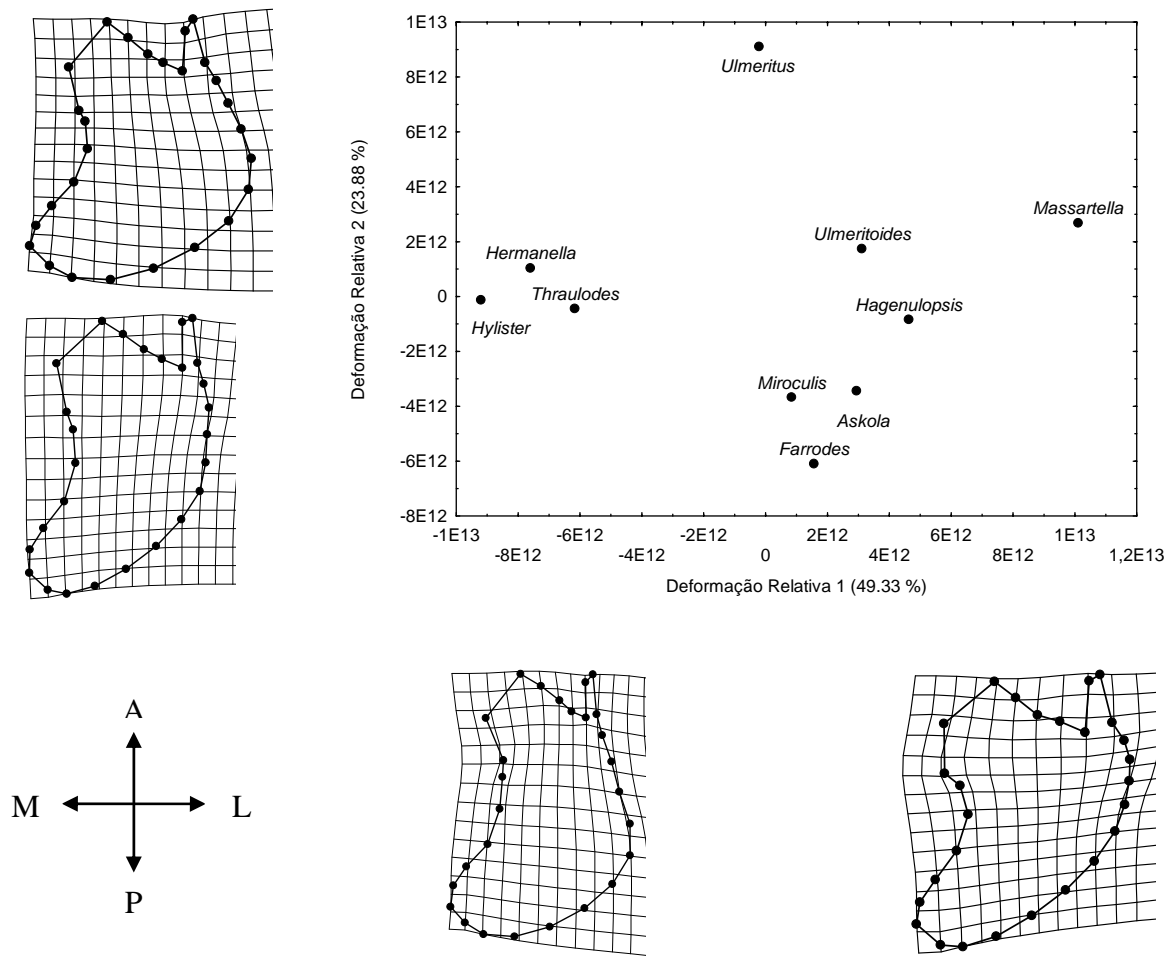 1E13
8E12
6E12
4E12
2E12
0
-2E12
-4E12
-6E12
-8E12
Deformação Relativa 2 (23.88 %)
Ulmeritus
Massartella
Ulmeritoides
Hermanella
Thraulodes
Hagenulopsis
Hylister
Miroculis
Askola
Farrodes
-1E13 -6E12 -2E12 2E12 6E12 1E13
-8E12 -4E12 0 4E12 8E12 1,2E13
Deformação Relativa 1 (49.33 %)
A
M L
P